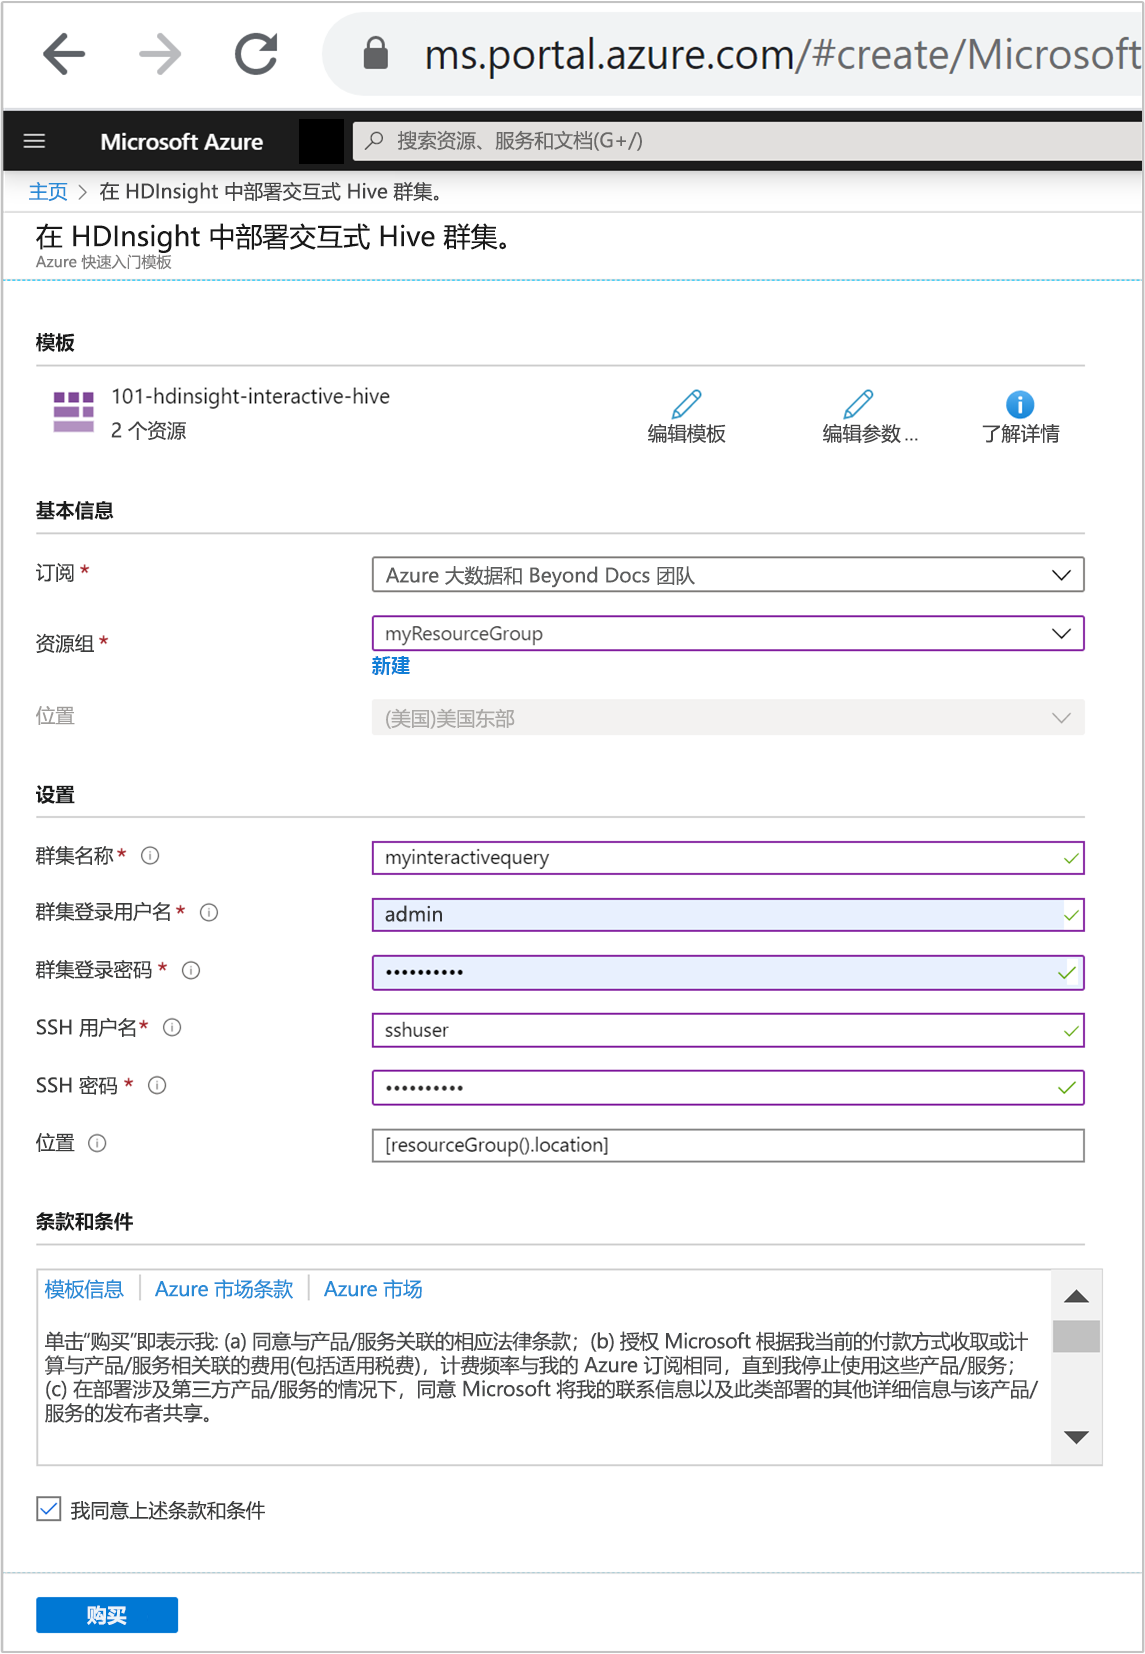 ms.portal.azure.com/#create/Microsoft
Microsoft Azure
搜索资源、服务和文档(G+/)
主页 > 在 HDInsight 中部署交互式 Hive 群集。
在 HDInsight 中部署交互式 Hive 群集。
Azure 快速入门模板
模板
101-hdinsight-interactive-hive
2 个资源
编辑模板
编辑参数...
了解详情
基本信息
订阅*
Azure 大数据和 Beyond Docs 团队
资源组*
myResourceGroup
新建
位置
(美国)美国东部
设置
群集名称*
myinteractivequery
群集登录用户名*
admin
群集登录密码*
••••••••••
SSH 用户名*
sshuser
SSH 密码*
••••••••••
位置
[resourceGroup().location]
条款和条件
模板信息 | Azure 市场条款 | Azure 市场
单击“购买”即表示我: (a) 同意与产品/服务关联的相应法律条款；(b) 授权 Microsoft 根据我当前的付款方式收取或计
算与产品/服务相关联的费用(包括适用税费)，计费频率与我的 Azure 订阅相同，直到我停止使用这些产品/服务；
(c) 在部署涉及第三方产品/服务的情况下，同意 Microsoft 将我的联系信息以及此类部署的其他详细信息与该产品/
服务的发布者共享。
我同意上述条款和条件
购买